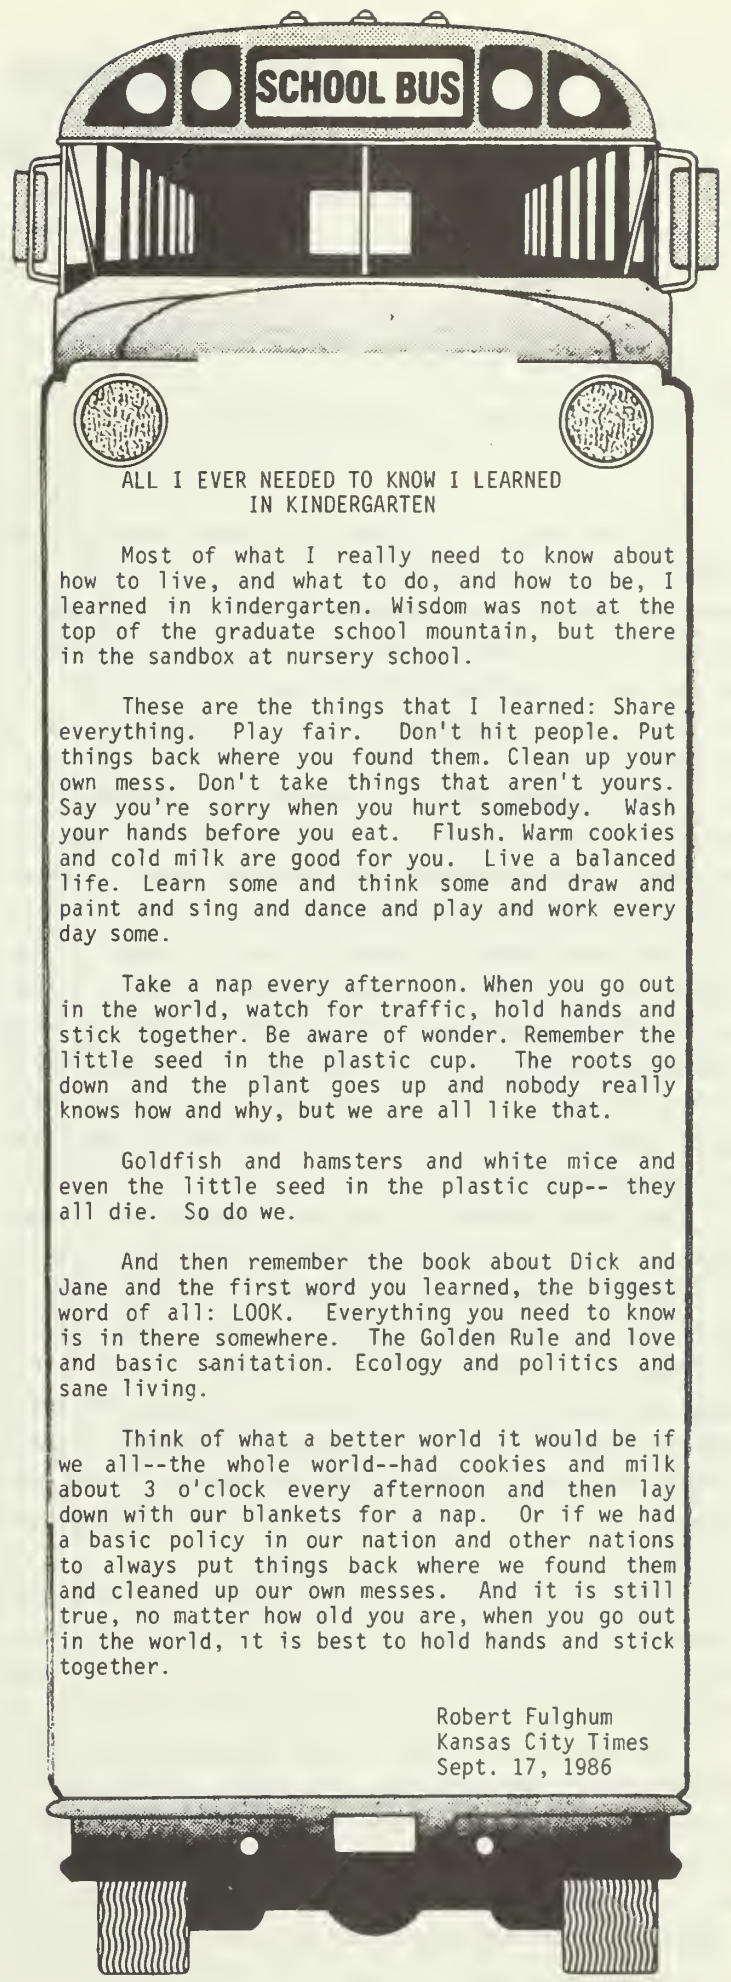 SCHOOL BUS
ALL I EVER NEEDED TO KNOW I LEARNED
IN KINDERGARTEN
Most of what I really need to know about
how to live, and what to do, and how to be, I
learned in kindergarten. Wisdom was not at the
top of the graduate school mountain, but there
in the sandbox at nursery school.
These are the things that I learned: Share
everything. Play fair. Don't hit people. Put
things back where you found them. Clean up your
own mess. Don't take things that aren't yours.
Say you're sorry when you hurt somebody. Wash
your hands before you eat. Flush. Warm cookies
and cold milk are good for you. Live a balanced
life. Learn some and think some and draw and
paint and sing and dance and play and work every
day some.
Take a nap every afternoon. When you go out
in the world, watch for traffic, hold hands and
stick together. Be aware of wonder. Remember the
little seed in the plastic cup. The roots go
down and the plant goes up and nobody really
knows how and why, but we are all like that.
Goldfish and hamsters and white mice and
even the little seed in the plastic cup-- they
all die. So do we.
And then remember the book about Dick and
Jane and the first word you learned, the biggest
word of all: LOOK. Everything you need to know
is in there somewhere. The Golden Rule and love
and basic sanitation. Ecology and politics and
sane living.
Think of what a better world it would be if
we all--the whole world--had cookies and milk
about 3 o'clock every afternoon and then lay
down with our blankets for a nap. Or if we had
a basic policy in our nation and other nations
to always put things back where we found them
and cleaned up our own messes. And it is still
true, no matter how old you are, when you go out
in the world, it is best to hold hands and stick
together.
Robert Fulghum
Kansas City Times
Sept. 17, 1986